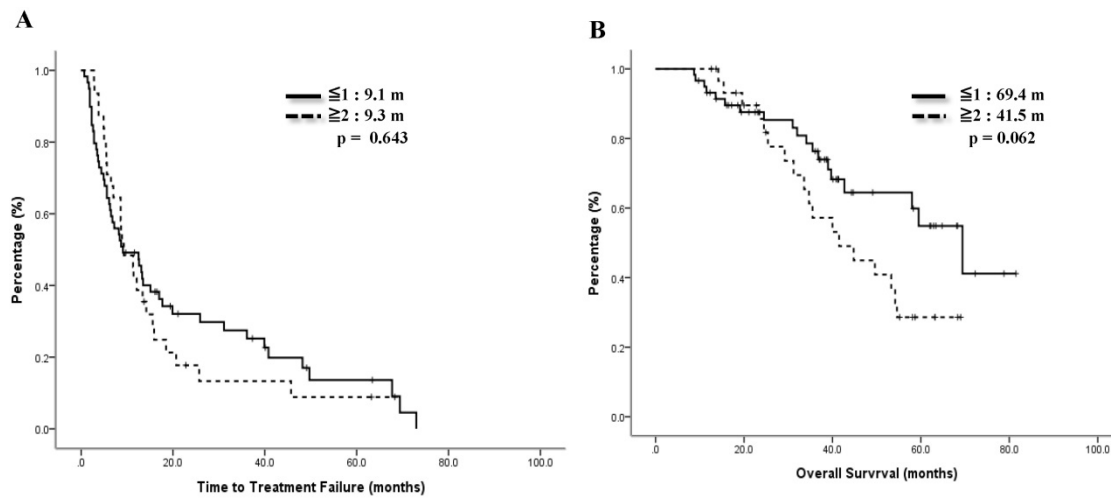 A
≦1 : 9.1 m
≧2 : 9.3 m
p = 0.643
Percentage (%)
1.0
0.8
0.6
0.4
0.2
0.0
.0 20.0 40.0 60.0 80.0 100.0
Time to Treatment Failure (months)
B
≦1 : 69.4 m
≧2 : 41.5 m
p = 0.062
Percentage (%)
1.0
0.8
0.6
0.4
0.2
0.0
.0 20.0 40.0 60.0 80.0 100.0
Overall Survrval (months)